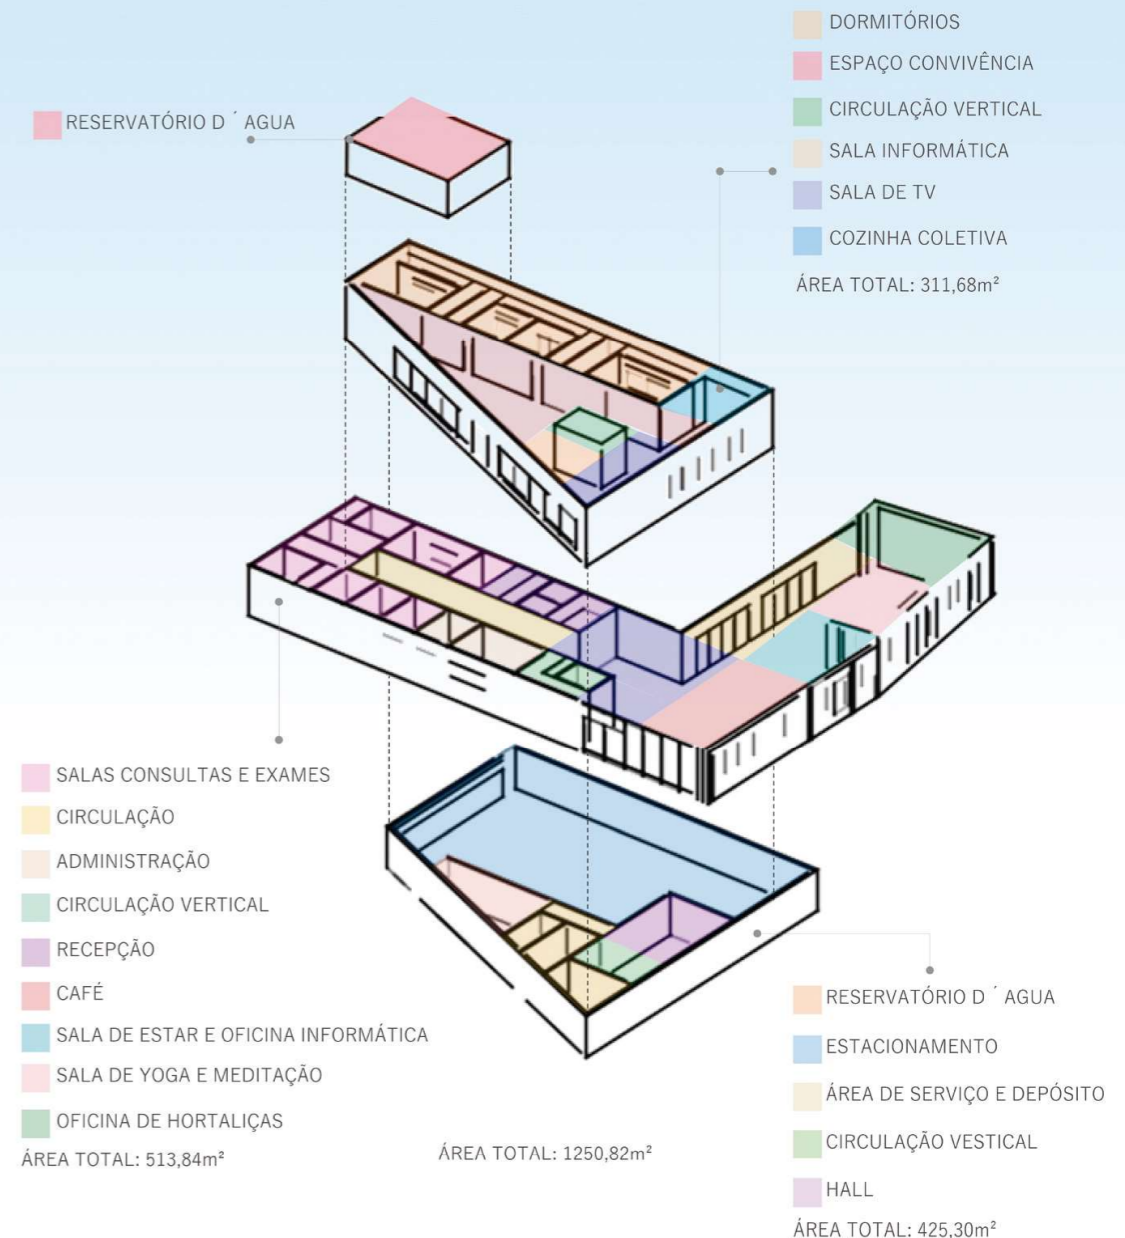 RESERVATÓRIO D ´ AGUA
DORMITÓRIOS
ESPAÇO CONVIVÊNCIA
CIRCULAÇÃO VERTICAL
SALA INFORMÁTICA
SALA DE TV
COZINHA COLETIVA
ÁREA TOTAL: 311,68m²
SALAS CONSULTAS E EXAMES
CIRCULAÇÃO
ADMINISTRAÇÃO
CIRCULAÇÃO VERTICAL
RECEPÇÃO
CAFÉ
SALA DE ESTAR E OFICINA INFORMÁTICA
SALA DE YOGA E MEDITAÇÃO
OFICINA DE HORTALIÇAS
ÁREA TOTAL: 513,84m²
ÁREA TOTAL: 1250,82m²
RESERVATÓRIO D ´ AGUA
ESTACIONAMENTO
ÁREA DE SERVIÇO E DEPÓSITO
CIRCULAÇÃO VESTICAL
HALL
ÁREA TOTAL: 425,30m²